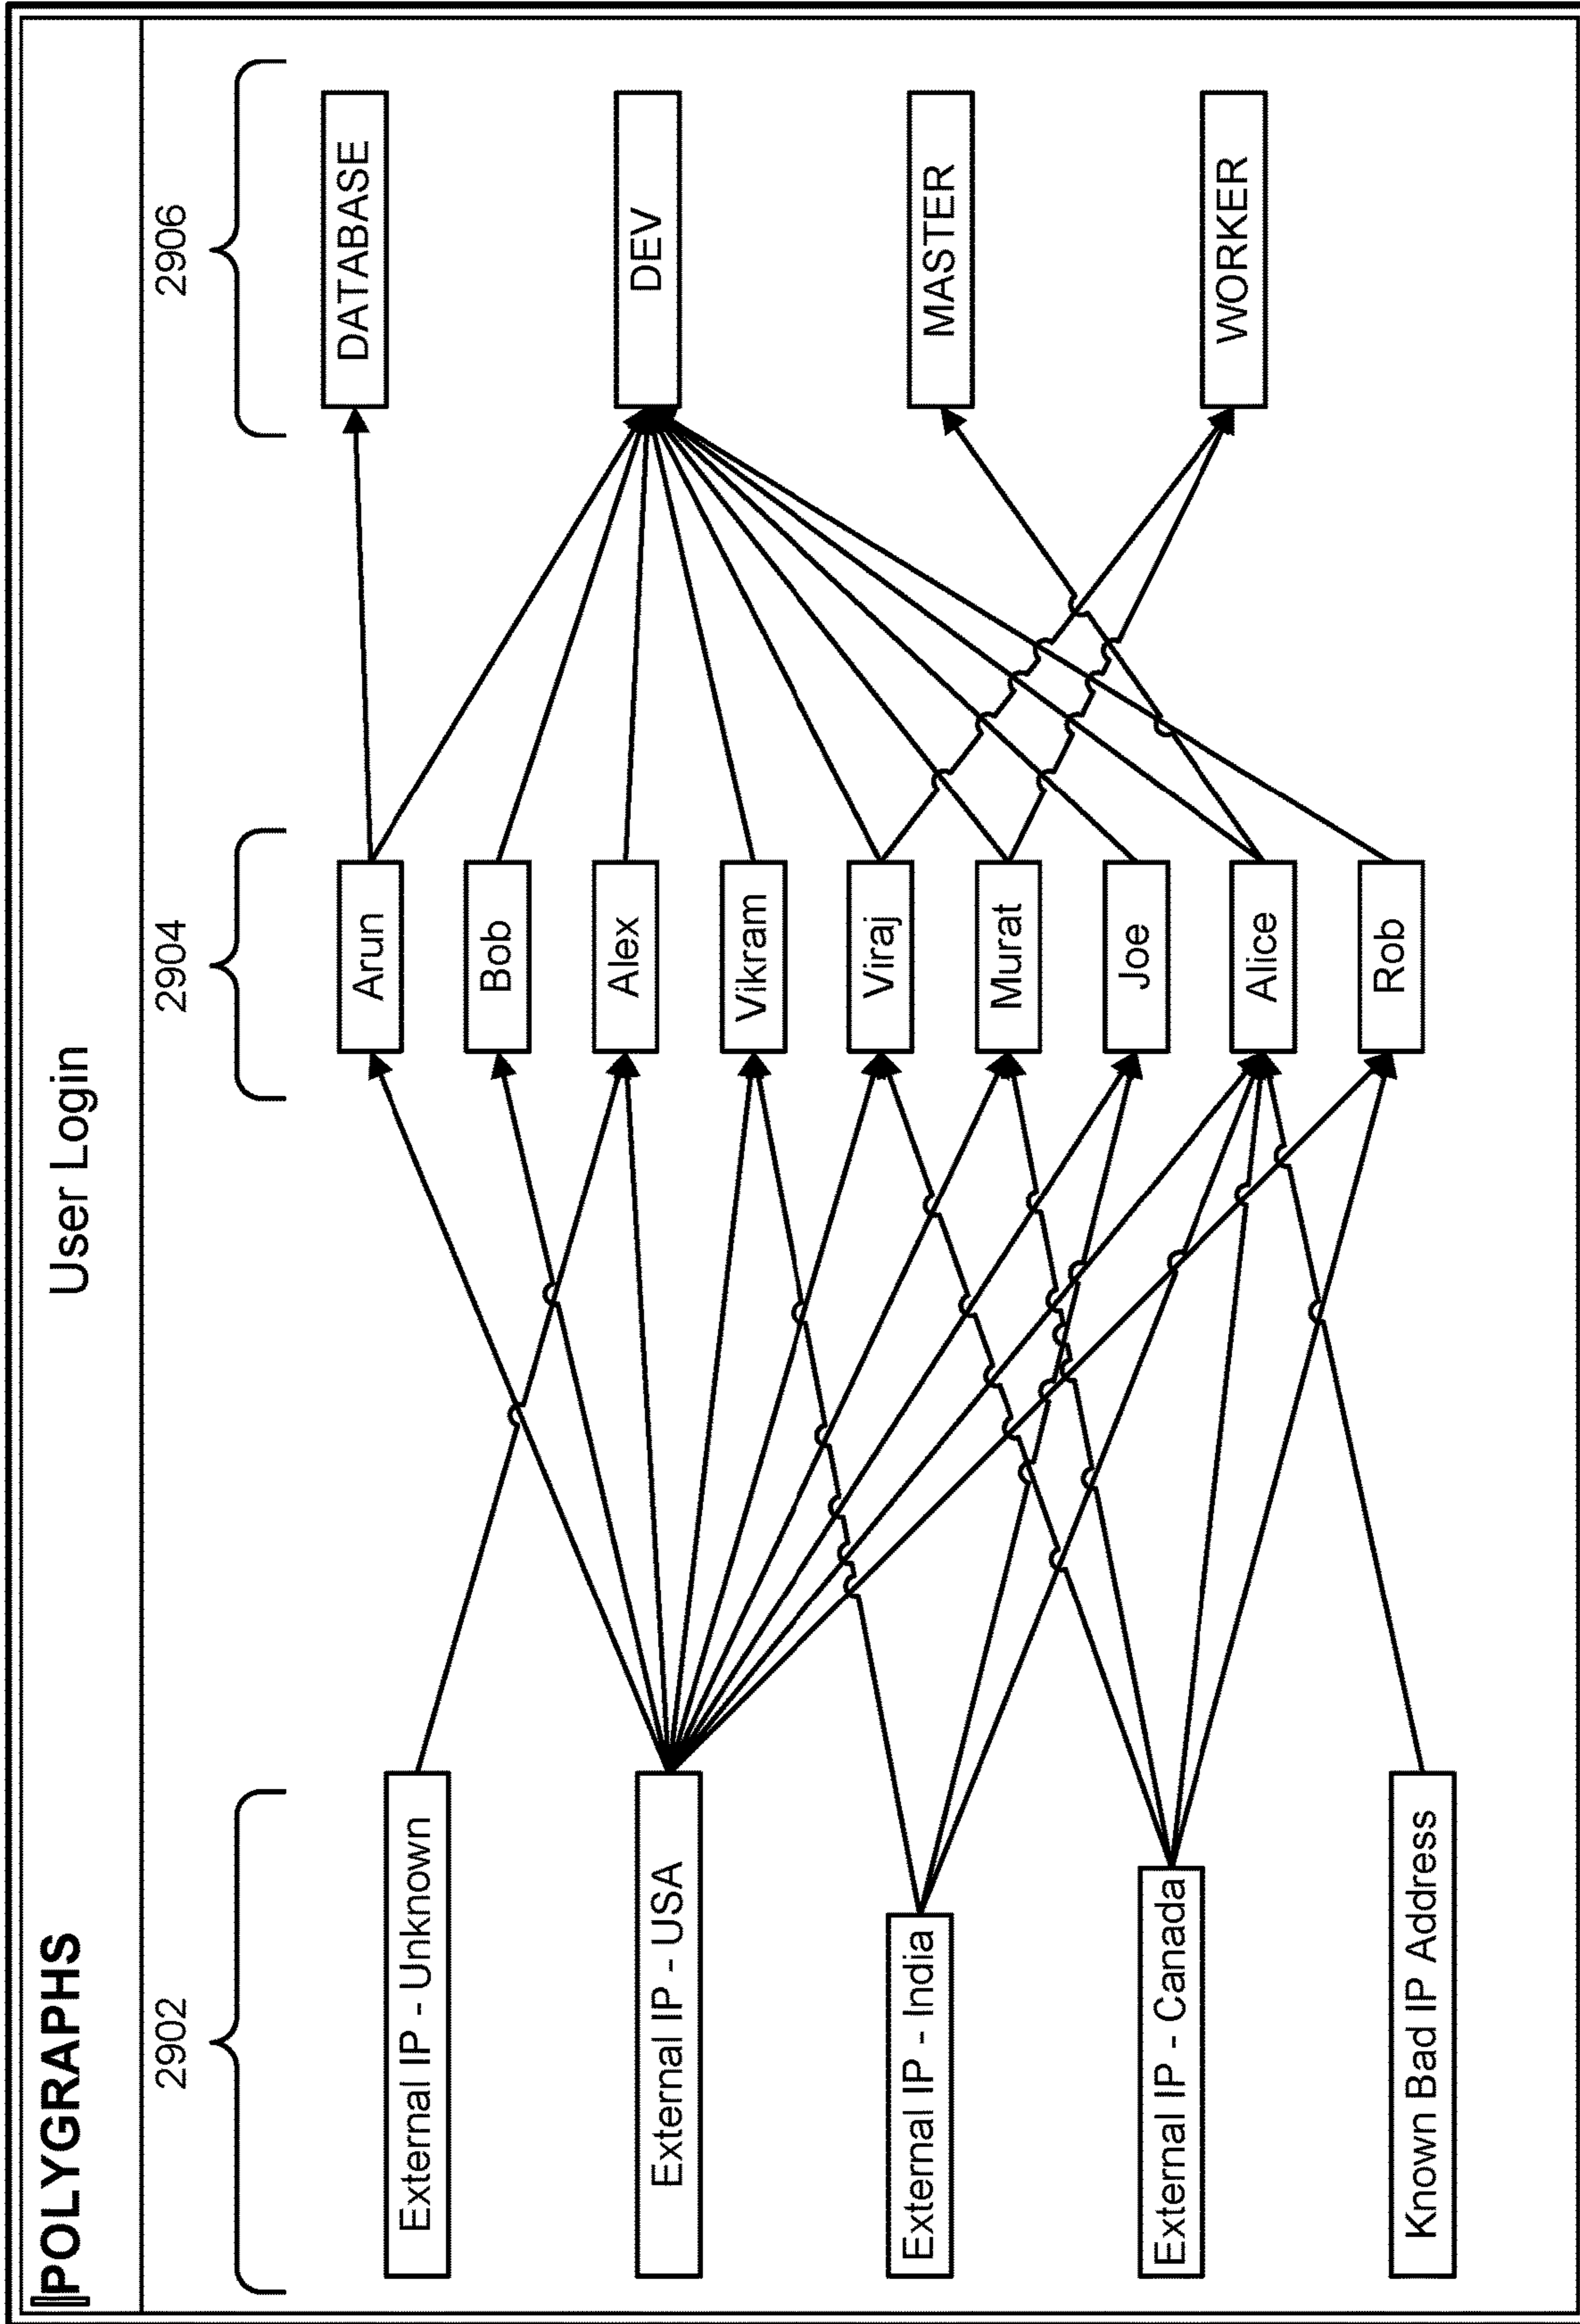 POLYGRAPHS
User Login
2902
2904
2906
External IP - Unknown
External IP - USA
External IP - India
External IP - Canada
Known Bad IP Address
Arun
Bob
Alex
Vikram
Viraj
Murat
Joe
Alice
Rob
DATABASE
DEV
MASTER
WORKER